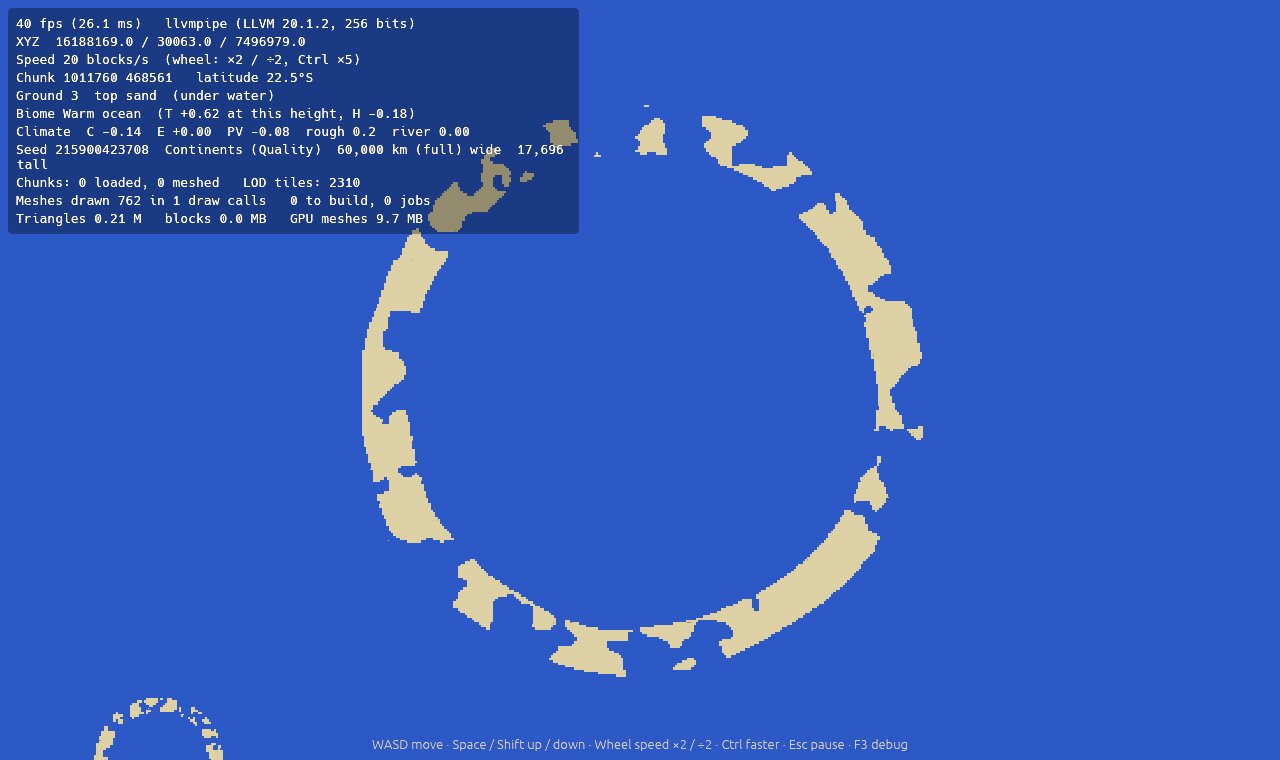 40 fps (26.1 ms)   llvmpipe (LLVM 20.1.2, 256 bits)
XYZ  16188169.0 / 30063.0 / 7496979.0
Speed 20 blocks/s  (wheel: ×2 / ÷2, Ctrl ×5)
Chunk 1011760 468561   latitude 22.5°S
Ground 3  top sand  (under water)
Biome Warm ocean  (T +0.62 at this height, H −0.18)
Climate  C −0.14  E +0.00  PV −0.08  rough 0.2  river 0.00
Seed 215900423708  Continents (Quality)  60,000 km (full) wide  17,696
tall
Chunks: 0 loaded, 0 meshed   LOD tiles: 2310
Meshes drawn 762 in 1 draw calls   0 to build, 0 jobs
Triangles 0.21 M   blocks 0.0 MB   GPU meshes 9.7 MB
WASD move · Space / Shift up / down · Wheel speed ×2 / ÷2 · Ctrl faster · Esc pause · F3 debug